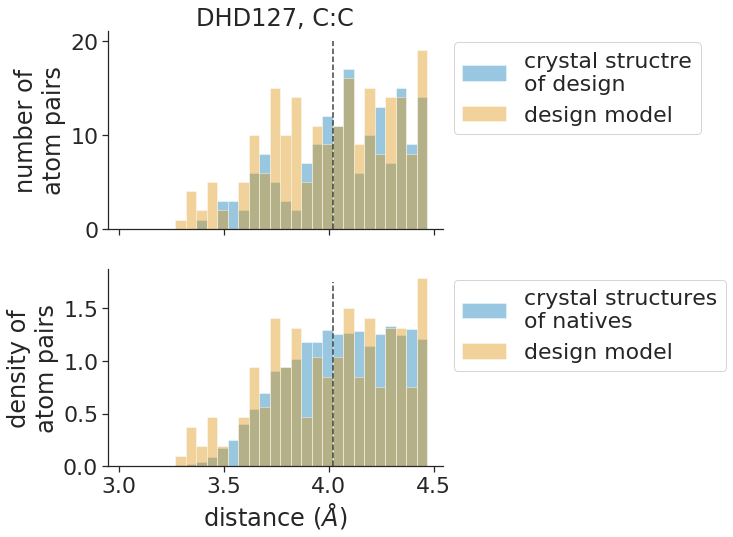 DHD127, C:C
20
10
0
number of
atom pairs
crystal structre
of design
design model
1.5
1.0
0.5
0.0
density of
atom pairs
crystal structures
of natives
design model
3.0 3.5 4.0 4.5
distance (Å)